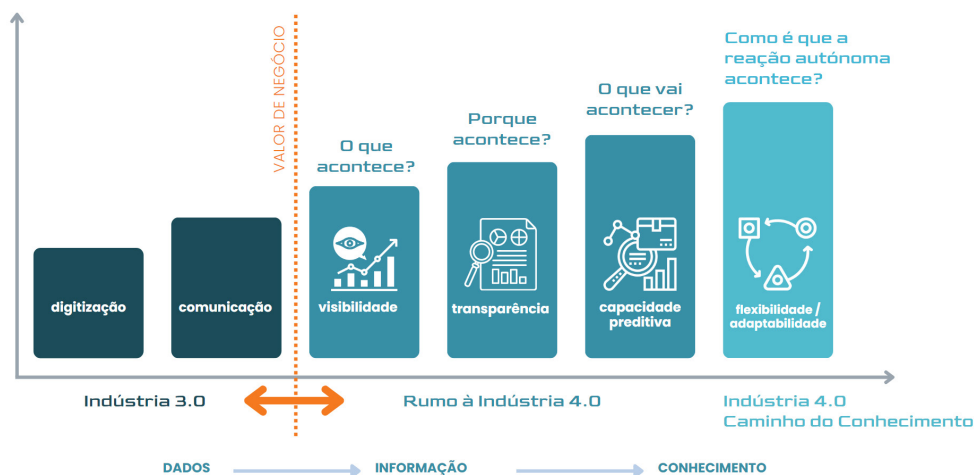 VALOR DE NEGÓCIO
O que
acontece?
Porque
acontece?
O que vai
acontecer?
Como é que a
reação autónoma
acontece?
digitização
comunicação
visibilidade
transparência
capacidade
preditiva
flexibilidade /
adaptabilidade
Indústria 3.0
Rumo à Indústria 4.0
Indústria 4.0
Caminho do Conhecimento
DADOS
INFORMAÇÃO
CONHECIMENTO